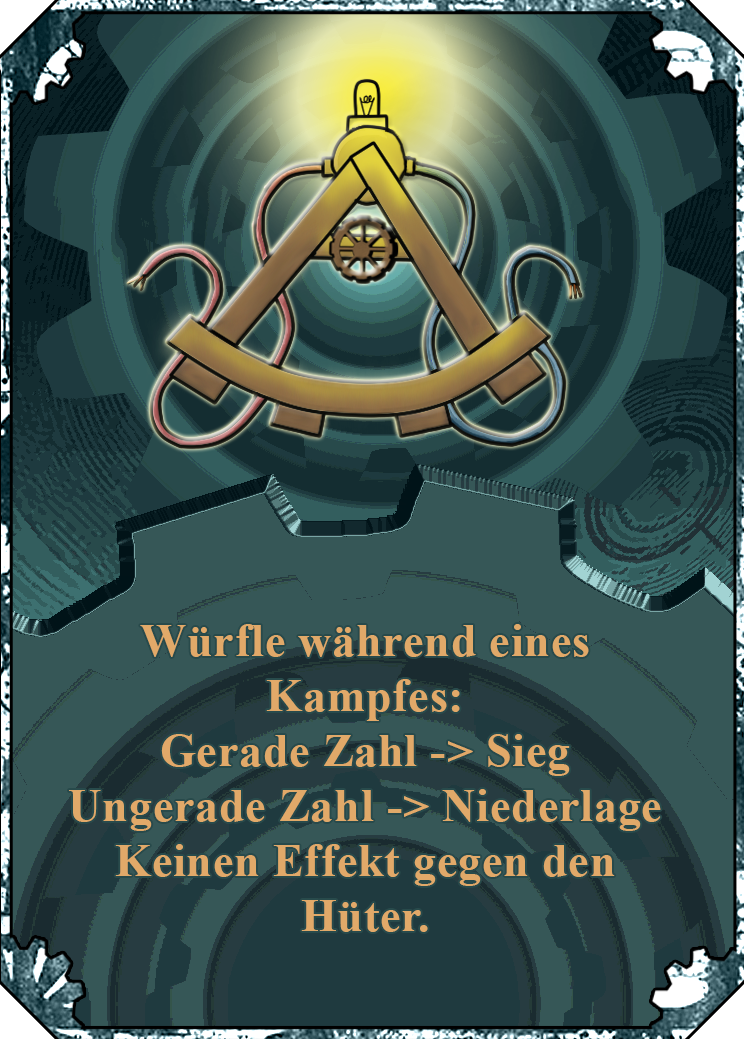 Würfle während eines
Kampfes:
Gerade Zahl -> Sieg
Ungerade Zahl -> Niederlage
Keinen Effekt gegen den
Hüter.